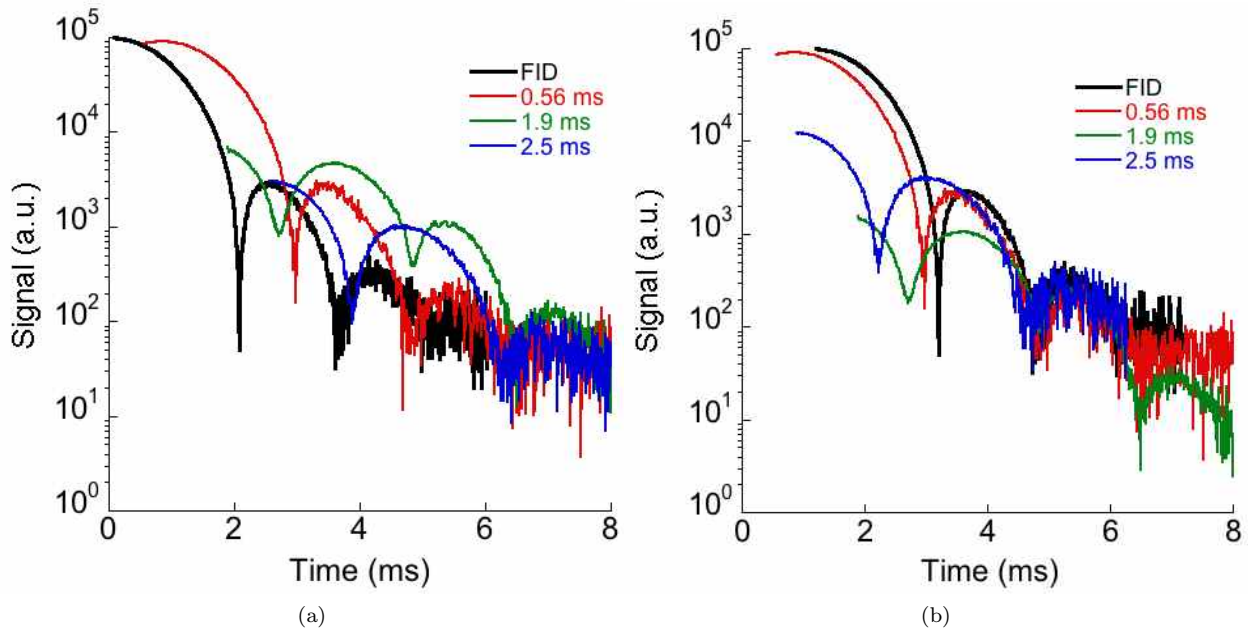 10^5
10^4
10^3
10^2
10^1
10^0
Signal (a.u.)
0 2 4 6 8
Time (ms)
FID
0.56 ms
1.9 ms
2.5 ms
(a)
10^5
10^4
10^3
10^2
10^1
10^0
Signal (a.u.)
0 2 4 6 8
Time (ms)
FID
0.56 ms
1.9 ms
2.5 ms
(b)